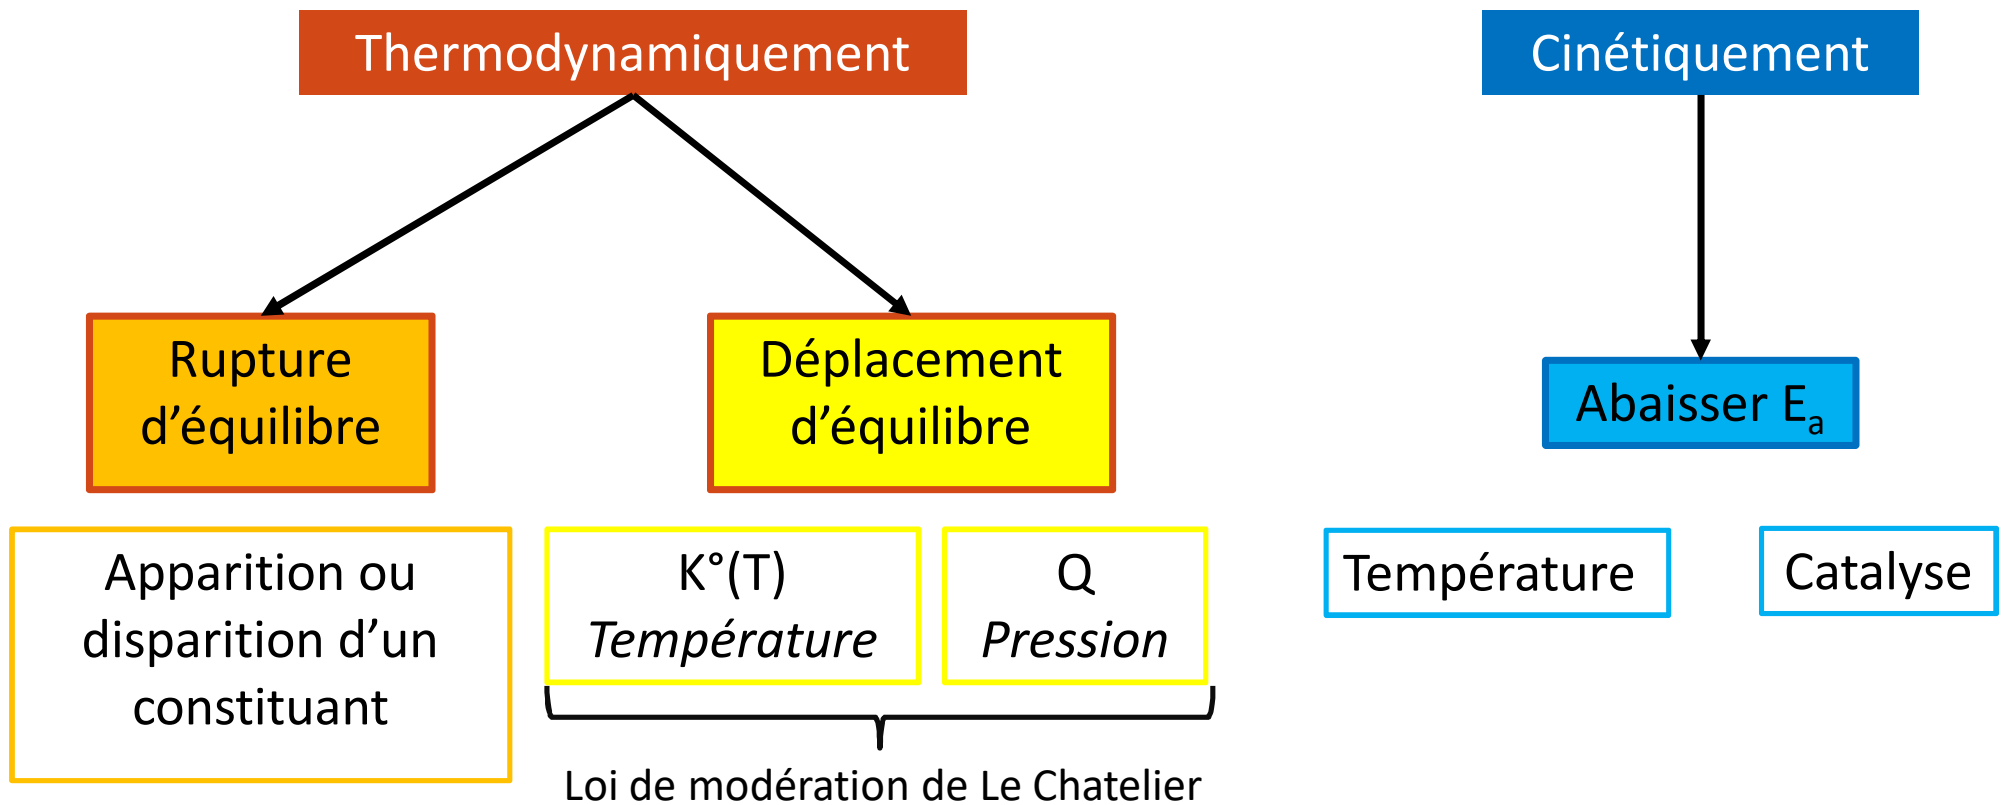 Thermodynamiquement
Cinétiquement
Rupture
d’équilibre
Déplacement
d’équilibre
Abaisser Eₐ
Apparition ou
disparition d’un
constituant
K°(T)
Température
Q
Pression
Température
Catalyse
Loi de modération de Le Chatelier